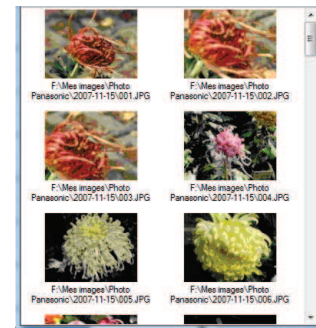 F:\Mes images\Photo
Panasonic\2007-11-15\001.JPG
F:\Mes images\Photo
Panasonic\2007-11-15\002.JPG
F:\Mes images\Photo
Panasonic\2007-11-15\003.JPG
F:\Mes images\Photo
Panasonic\2007-11-15\004.JPG
F:\Mes images\Photo
Panasonic\2007-11-15\005.JPG
F:\Mes images\Photo
Panasonic\2007-11-15\006.JPG